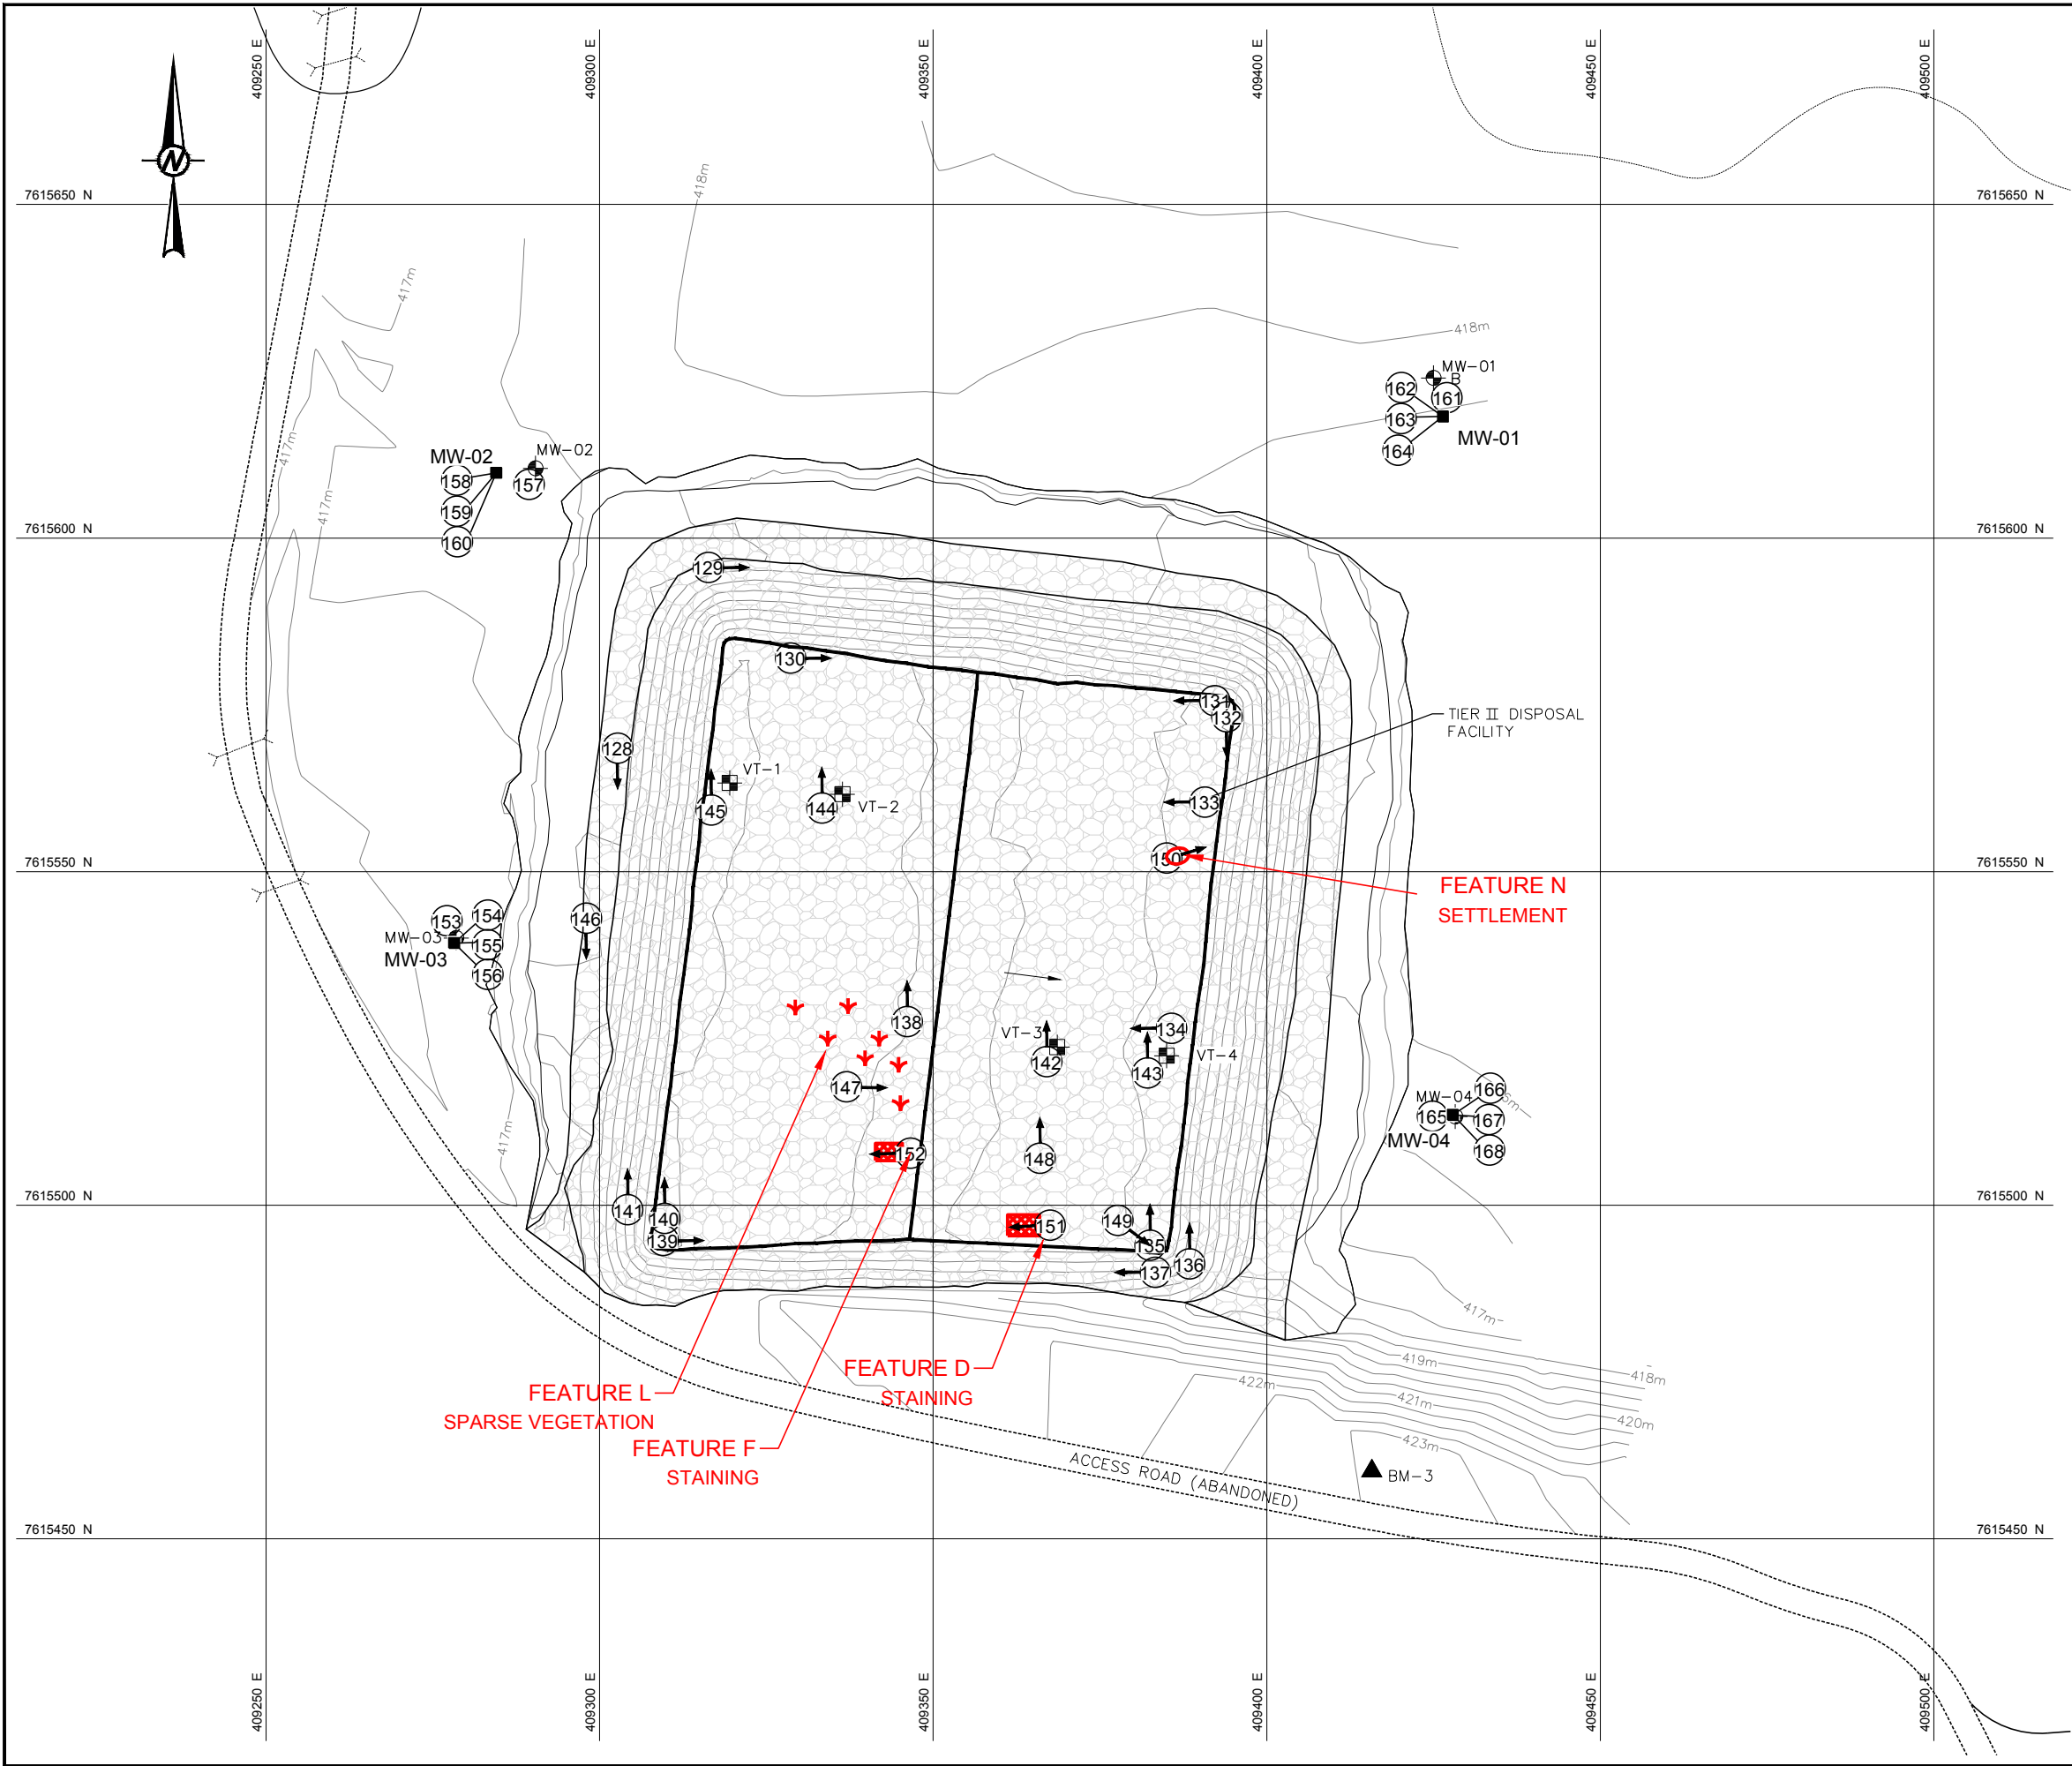 409250 E
409300 E
409350 E
409400 E
409450 E
409500 E
N
7615650 N
7615650 N
418m
417m
418m
MW-01
B
162
161
163
MW-01
164
417m
MW-02
MW-02
158
157
417m
159
160
7615600 N
7615600 N
129
130
131
132
TIER II DISPOSAL
FACILITY
128
VT-1
145
144
VT-2
133
150
7615550 N
7615550 N
FEATURE N
SETTLEMENT
153
154
146
MW-03
155
MW-03
156
138
134
VT-3
142
VT-4
143
147
166
MW-04
165
167
6m
MW-04
168
417m
152
148
7615500 N
7615500 N
141
140
139
151
149
135
136
137
417m
FEATURE D
STAINING
419m
418m
422m
421m
420m
FEATURE L
SPARSE VEGETATION
FEATURE F
STAINING
423m
ACCESS ROAD (ABANDONED)
BM-3
7615450 N
7615450 N
409250 E
409300 E
409350 E
409400 E
409450 E
409500 E